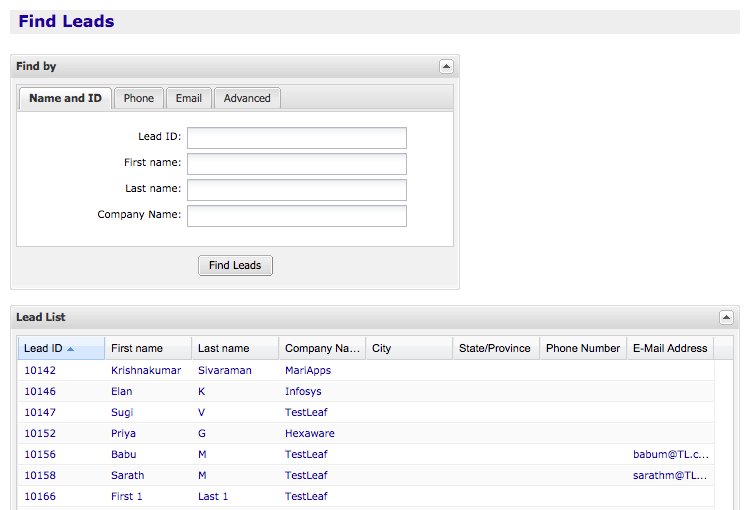 Find Leads
Find by
Name and ID Phone Email Advanced
Lead ID:
First name:
Last name:
Company Name:
Find Leads
Lead List
Lead ID First name Last name Company Na... City State/Province Phone Number E-Mail Address
10142 Krishnakumar Sivaraman MariApps
10146 Elan K Infosys
10147 Sugi V TestLeaf
10152 Priya G Hexaware
10156 Babu M TestLeaf babum@TL.c...
10158 Sarath M TestLeaf sarathm@TL...
10166 First 1 Last 1 TestLeaf